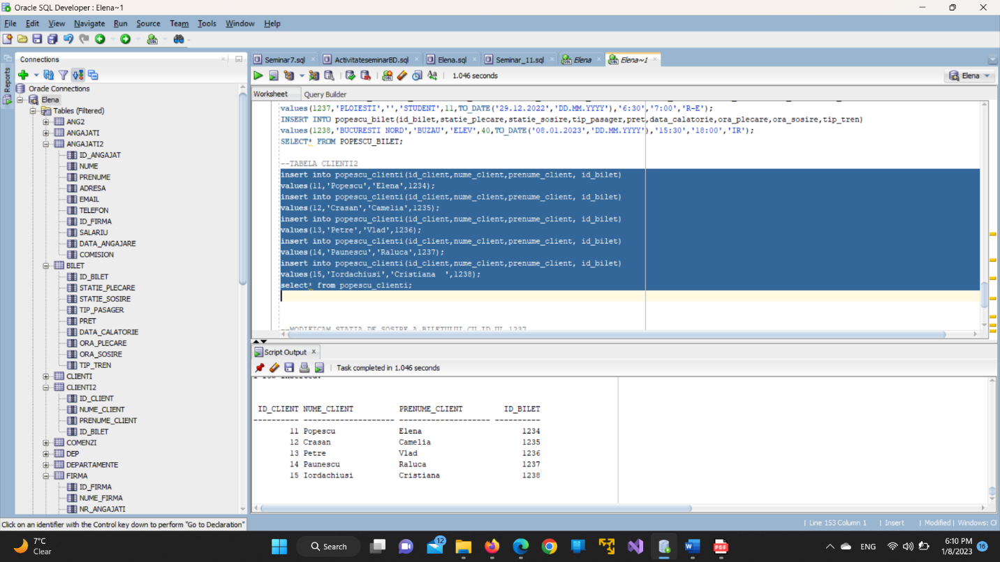 Oracle SQL Developer : Elena~1
File Edit View Navigate Run Source Team Tools Window Help
Connections
Reports
Oracle Connections
Elena
Tables (Filtered)
ANG2
ANGAJATI
ANGAJATI2
ID_ANGAJAT
NUME
PRENUME
ADRESA
EMAIL
TELEFON
ID_FIRMA
SALARIU
DATA_ANGAJARE
COMISION
BILET
ID_BILET
STATIE_PLECARE
STATIE_SOSIRE
TIP_PASAGER
PRET
DATA_CALATORIE
ORA_PLECARE
ORA_SOSIRE
TIP_TREN
CLIENTI
CLIENTI2
ID_CLIENT
NUME_CLIENT
PRENUME_CLIENT
ID_BILET
COMENZI
DEP
DEPARTAMENTE
FIRMA
ID_FIRMA
NUME_FIRMA
NR_ANGAJATI
Seminar7.sql ActivitateseminarBD.sql Elena.sql Seminar_11.sql Elena Elena~1
1.046 seconds
Elena
Worksheet Query Builder
values(1237,'PLOIESTI','','STUDENT',11,TO_DATE('29.12.2022','DD.MM.YYYY'),'6:30','7:00','R-E');
INSERT INTO popescu_bilet(id_bilet,statie_plecare,statie_sosire,tip_pasager,pret,data_calatorie,ora_plecare,ora_sosire,tip_tren)
values(1238,'BUCURESTI NORD','BUZAU','ELEV',40,TO_DATE('08.01.2023','DD.MM.YYYY'),'15:30','18:00','IR');
SELECT* FROM POPESCU_BILET;
--TABELA CLIENTI2
insert into popescu_clienti(id_client,nume_client,prenume_client, id_bilet)
values(11,'Popescu','Elena',1234);
insert into popescu_clienti(id_client,nume_client,prenume_client, id_bilet)
values(12,'Crasan','Camelia',1235);
insert into popescu_clienti(id_client,nume_client,prenume_client, id_bilet)
values(13,'Petre','Vlad',1236);
insert into popescu_clienti(id_client,nume_client,prenume_client, id_bilet)
values(14,'Paunescu','Raluca',1237);
insert into popescu_clienti(id_client,nume_client,prenume_client, id_bilet)
values(15,'Iordachiusi','Cristiana  ',1238);
select* from popescu_clienti;
--MODIFICAM STATIA DE SOSIRE A BILETULUI CU ID UL 1237
Script Output
Task completed in 1.046 seconds
1 row inserted.
ID_CLIENT NUME_CLIENT PRENUME_CLIENT ID_BILET
---------- -------------------- -------------------- ----------
11 Popescu Elena 1234
12 Crasan Camelia 1235
13 Petre Vlad 1236
14 Paunescu Raluca 1237
15 Iordachiusi Cristiana 1238
Click on an identifier with the Control key down to perform "Go to Declaration"
Line 153 Column 1 | Insert | Modified | Windows: CR
7°C
Clear
Search
12
PDF
ENG
6:10 PM
1/8/2023
16